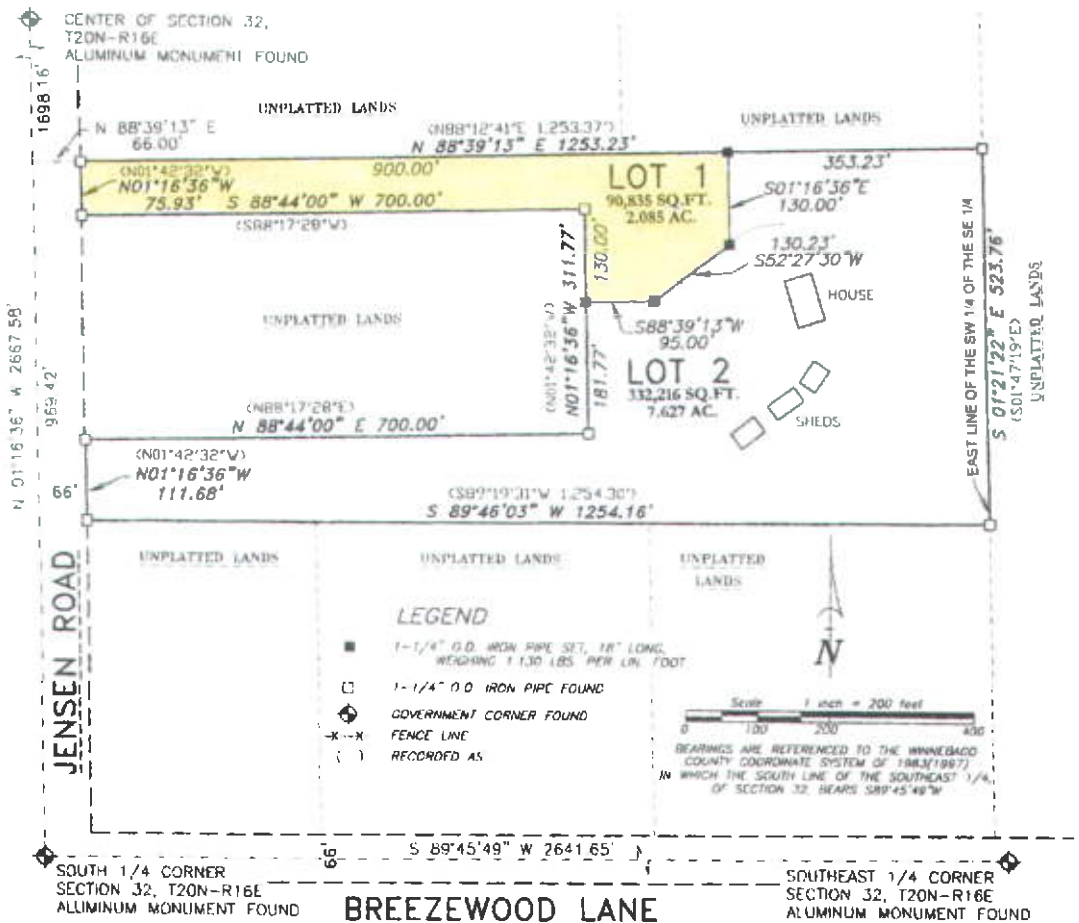 CENTER OF SECTION 32,
T20N-R16E
ALUMINUM MONUMENT FOUND
1698.16'
UNPLATTED LANDS
UNPLATTED LANDS
N 88°39'13" E
66.00'
(N88°12'41"E 1,253.37')
N 88°39'13" E 1253.23'
900.00'
353.23'
(N01°42'32"W)
N01°16'36"W
75.93'
S 88°44'00" W 700.00'
(S88°17'28"W)
LOT 1
90,835 SQ.FT.
2.085 AC.
S01°16'36"E
130.00'
130.23'
S52°27'30"W
130.00'
(N01°42'32"W)
N01°16'36"W 311.77'
181.77'
HOUSE
UNPLATTED LANDS
S88°39'13"W
95.00'
LOT 2
332,216 SQ.FT.
7.627 AC.
SHEDS
EAST LINE OF THE SW 1/4 OF THE SE 1/4
S 01°21'22" E 523.76'
(S01°47'19"E)
UNPLATTED LANDS
N 01°16'36" W 2667.58'
969.42'
(N88°17'28"E)
N 88°44'00" E 700.00'
(N01°42'32"W)
N01°16'36"W
111.68'
66'
(S89°19'31"W 1,254.30')
S 89°46'03" W 1254.16'
UNPLATTED LANDS
UNPLATTED LANDS
UNPLATTED
LANDS
JENSEN ROAD
LEGEND
1-1/4" O.D. IRON PIPE SET, 18" LONG,
WEIGHING 1.130 LBS. PER LIN. FOOT
1-1/4" O.D. IRON PIPE FOUND
GOVERNMENT CORNER FOUND
-x--x FENCE LINE
( ) RECORDED AS
N
Scale 1 inch = 200 feet
0 100 200 400
BEARINGS ARE REFERENCED TO THE WINNEBAGO
COUNTY COORDINATE SYSTEM OF 1983(1997)
IN WHICH THE SOUTH LINE OF THE SOUTHEAST 1/4,
OF SECTION 32, BEARS S89°45'49"W
66
S 89°45'49" W 2641.65'
SOUTH 1/4 CORNER
SECTION 32, T20N-R16E
ALUMINUM MONUMENT FOUND
BREEZEWOOD LANE
SOUTHEAST 1/4 CORNER
SECTION 32, T20N-R16E
ALUMINUM MONUMENT FOUND